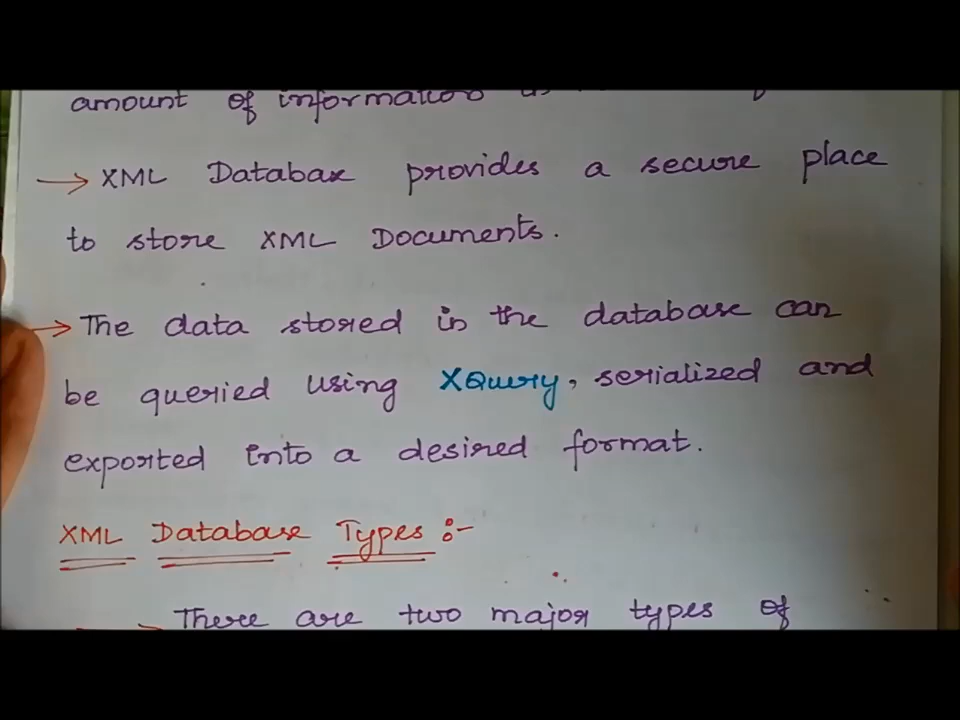 amount of information
→ XML Database provides a secure place
to store XML Documents.
→ The data stored in the database can
be queried using XQuery, serialized and
exported into a desired format.
XML Database Types :-
→ There are two major types of